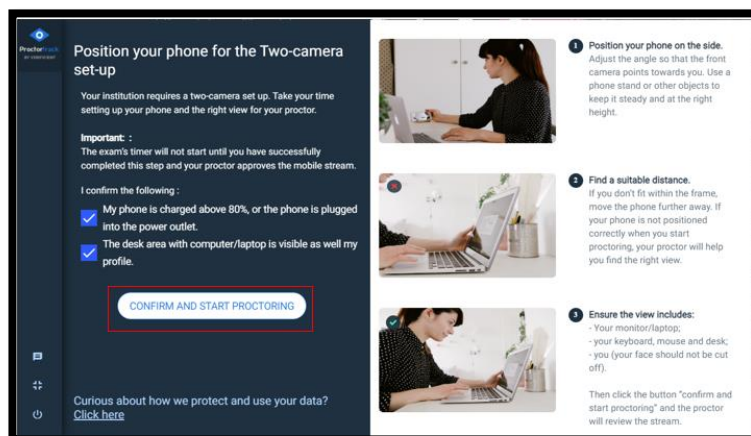 Proctortrack
BY VERIFICIENT
Position your phone for the Two-camera
set-up
Your institution requires a two-camera set up. Take your time
setting up your phone and the right view for your proctor.
Important: :
The exam's timer will not start until you have successfully
completed this step and your proctor approves the mobile stream.
I confirm the following :
My phone is charged above 80%, or the phone is plugged
into the power outlet.
The desk area with computer/laptop is visible as well my
profile.
CONFIRM AND START PROCTORING
Curious about how we protect and use your data?
Click here
1 Position your phone on the side.
Adjust the angle so that the front
camera points towards you. Use a
phone stand or other objects to
keep it steady and at the right
height.
2 Find a suitable distance.
If you don't fit within the frame,
move the phone further away. If
your phone is not positioned
correctly when you start
proctoring, your proctor will help
you find the right view.
3 Ensure the view includes:
- Your monitor/laptop;
- your keyboard, mouse and desk;
- you (your face should not be cut
off).
Then click the button "confirm and
start proctoring" and the proctor
will review the stream.